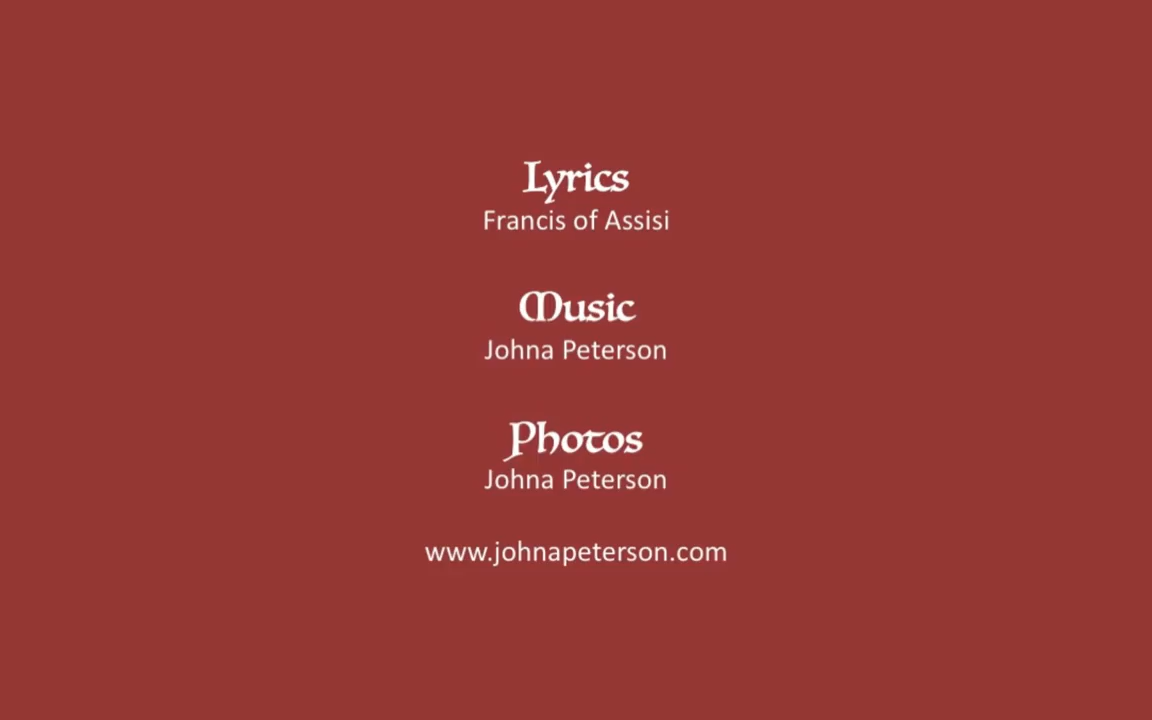 Lyrics
Francis of Assisi
Music
Johna Peterson
Photos
Johna Peterson
www.johnapeterson.com